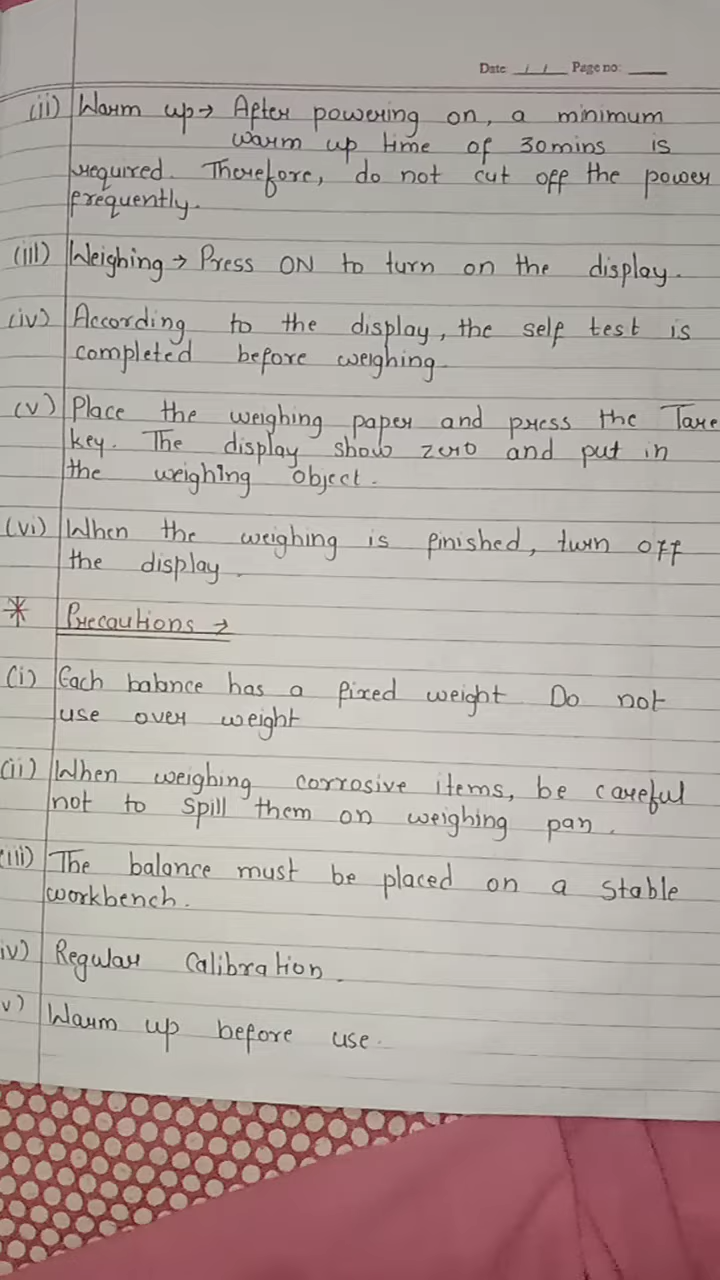 Date / / Page no:
(ii) Warm up → After powering on, a minimum
warm up time of 30mins is
required. Therefore, do not cut off the power
frequently.
(iii) Weighing → Press ON to turn on the display.
(iv) According to the display, the self test is
completed before weighing.
(v) Place the weighing paper and press the Tare
key. The display show zero and put in
the weighing object.
(vi) When the weighing is finished, turn off
the display.
* Precautions →
(i) Each balance has a fixed weight Do not
use over weight
(ii) When weighing corrosive items, be careful
not to spill them on weighing pan.
(iii) The balance must be placed on a stable
workbench.
iv) Regular Calibration.
v) Warm up before use.